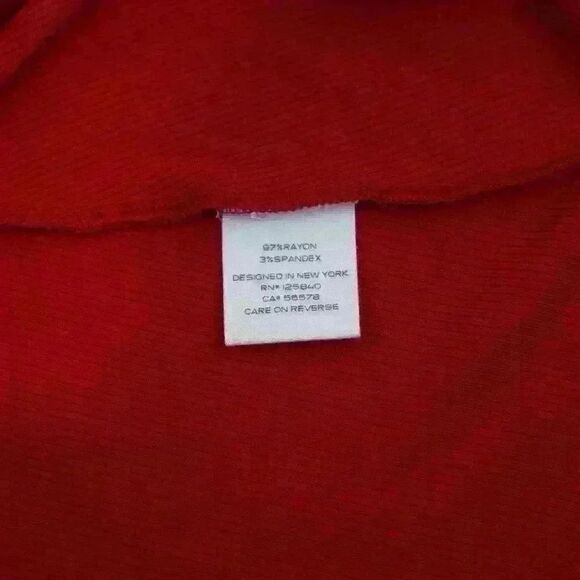 97%RAYON
3%SPANDEX
DESIGNED IN NEW YORK
RN# 125840
CA# 56578
CARE ON REVERSE